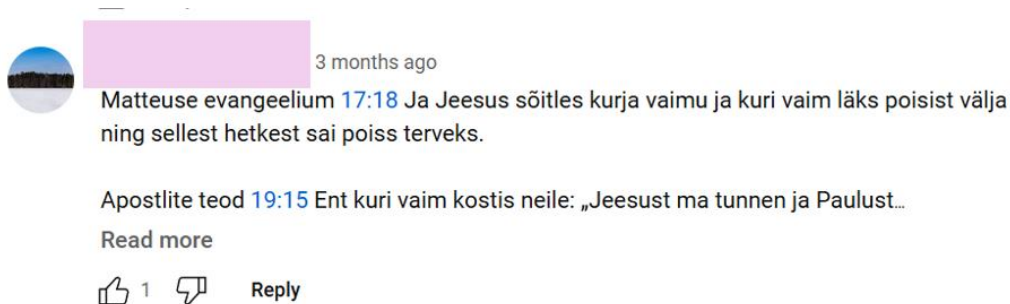 3 months ago
Matteuse evangeelium 17:18 Ja Jeesus sõitles kurja vaimu ja kuri vaim läks poisist välja
ning sellest hetkest sai poiss terveks.
Apostlite teod 19:15 Ent kuri vaim kostis neile: „Jeesust ma tunnen ja Paulust…
Read more
1 Reply